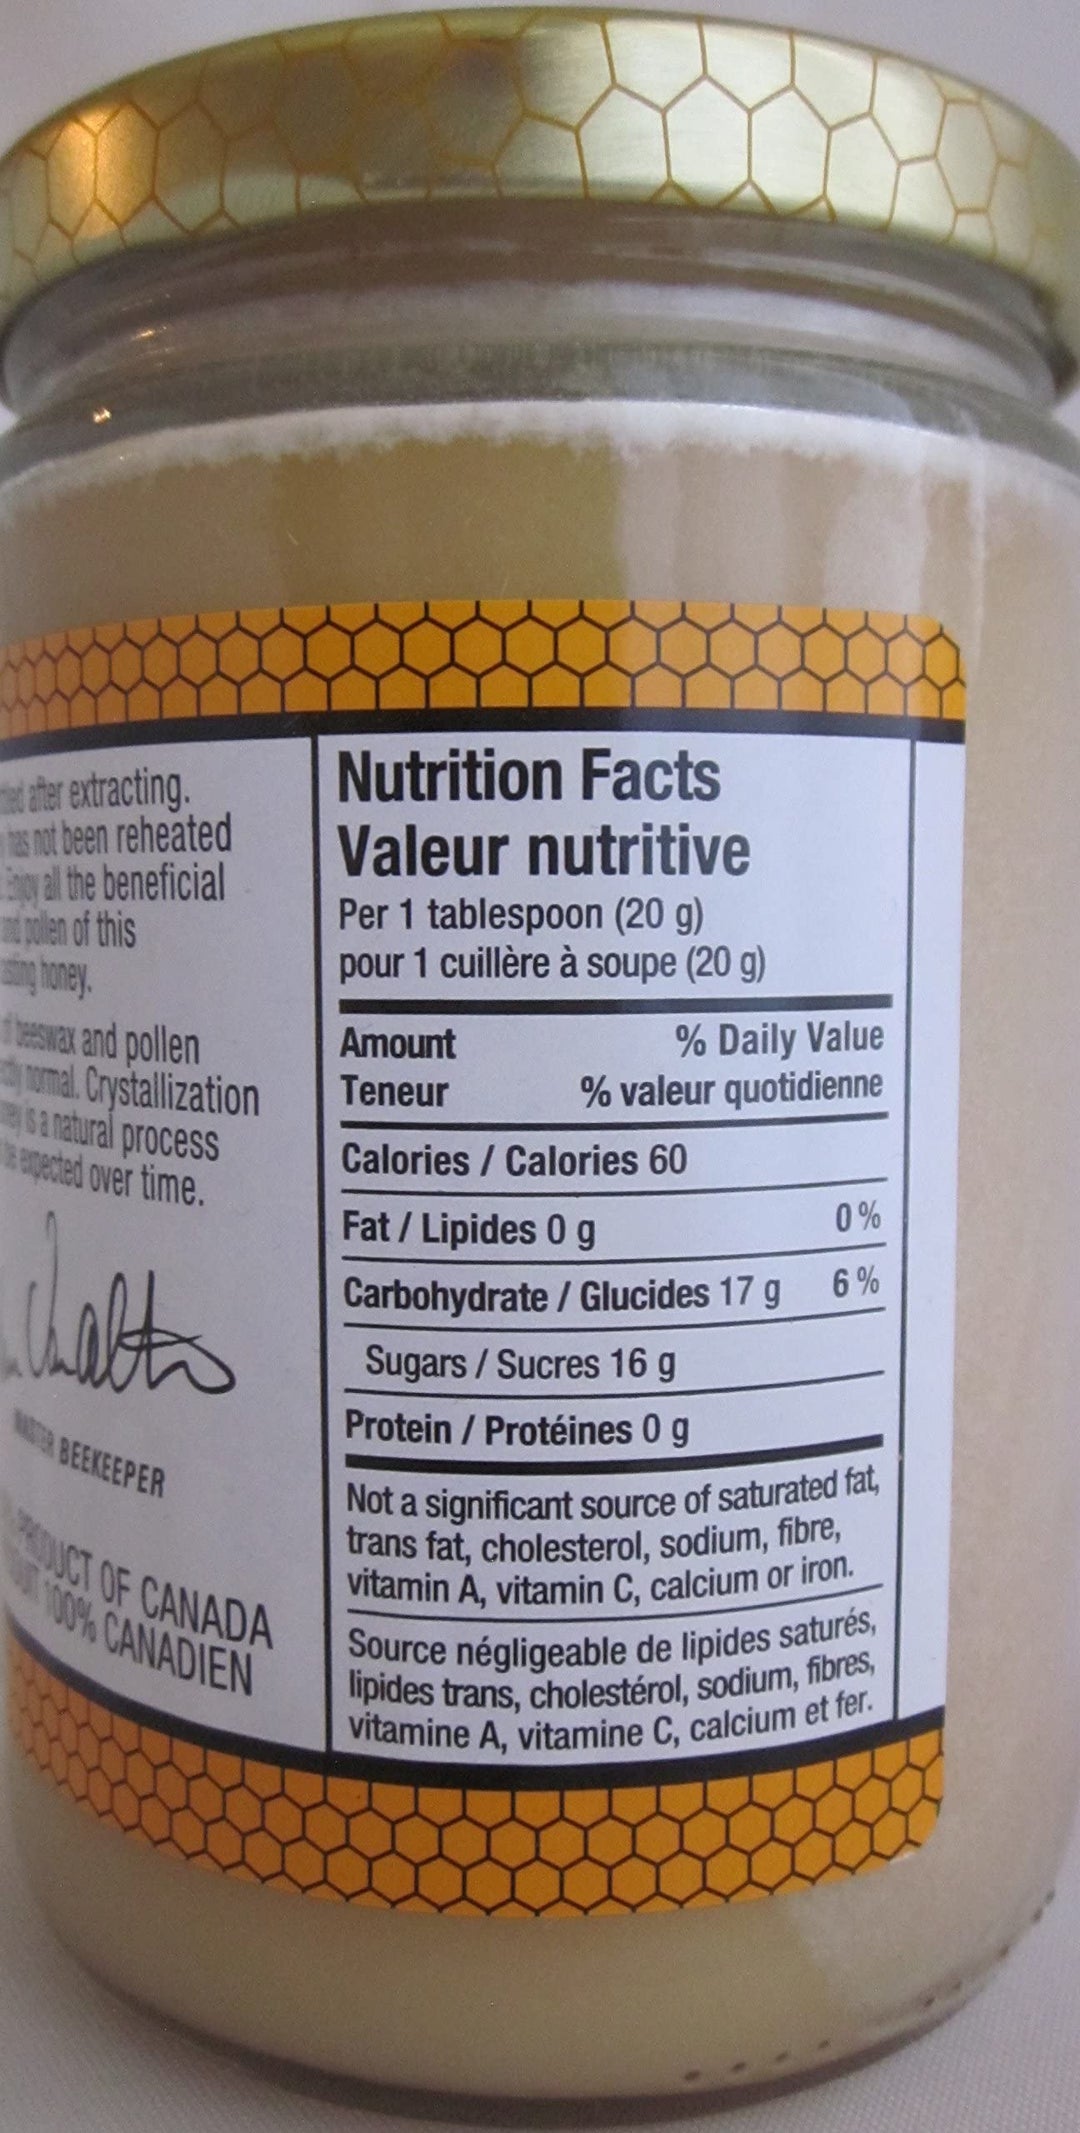 after extracting.
has not been reheated
Enjoy all the beneficial
and pollen of this
honey.
of beeswax and pollen
normal. Crystallization
is a natural process
be expected over time.
MASTER BEEKEEPER
PRODUCT OF CANADA
100% CANADIEN
Nutrition Facts
Valeur nutritive
Per 1 tablespoon (20 g)
pour 1 cuillère à soupe (20 g)
Amount % Daily Value
Teneur % valeur quotidienne
Calories / Calories 60
Fat / Lipides 0 g 0 %
Carbohydrate / Glucides 17 g 6 %
Sugars / Sucres 16 g
Protein / Protéines 0 g
Not a significant source of saturated fat,
trans fat, cholesterol, sodium, fibre,
vitamin A, vitamin C, calcium or iron.
Source négligeable de lipides saturés,
lipides trans, cholestérol, sodium, fibres,
vitamine A, vitamine C, calcium et fer.